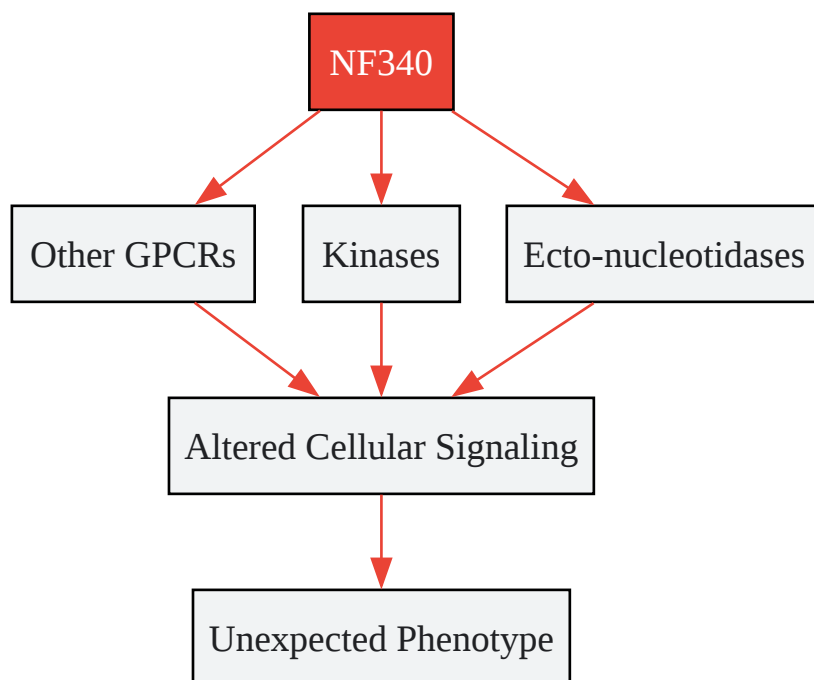 NF340
Other GPCRs
Kinases
Ecto-nucleotidases
Altered Cellular Signaling
Unexpected Phenotype